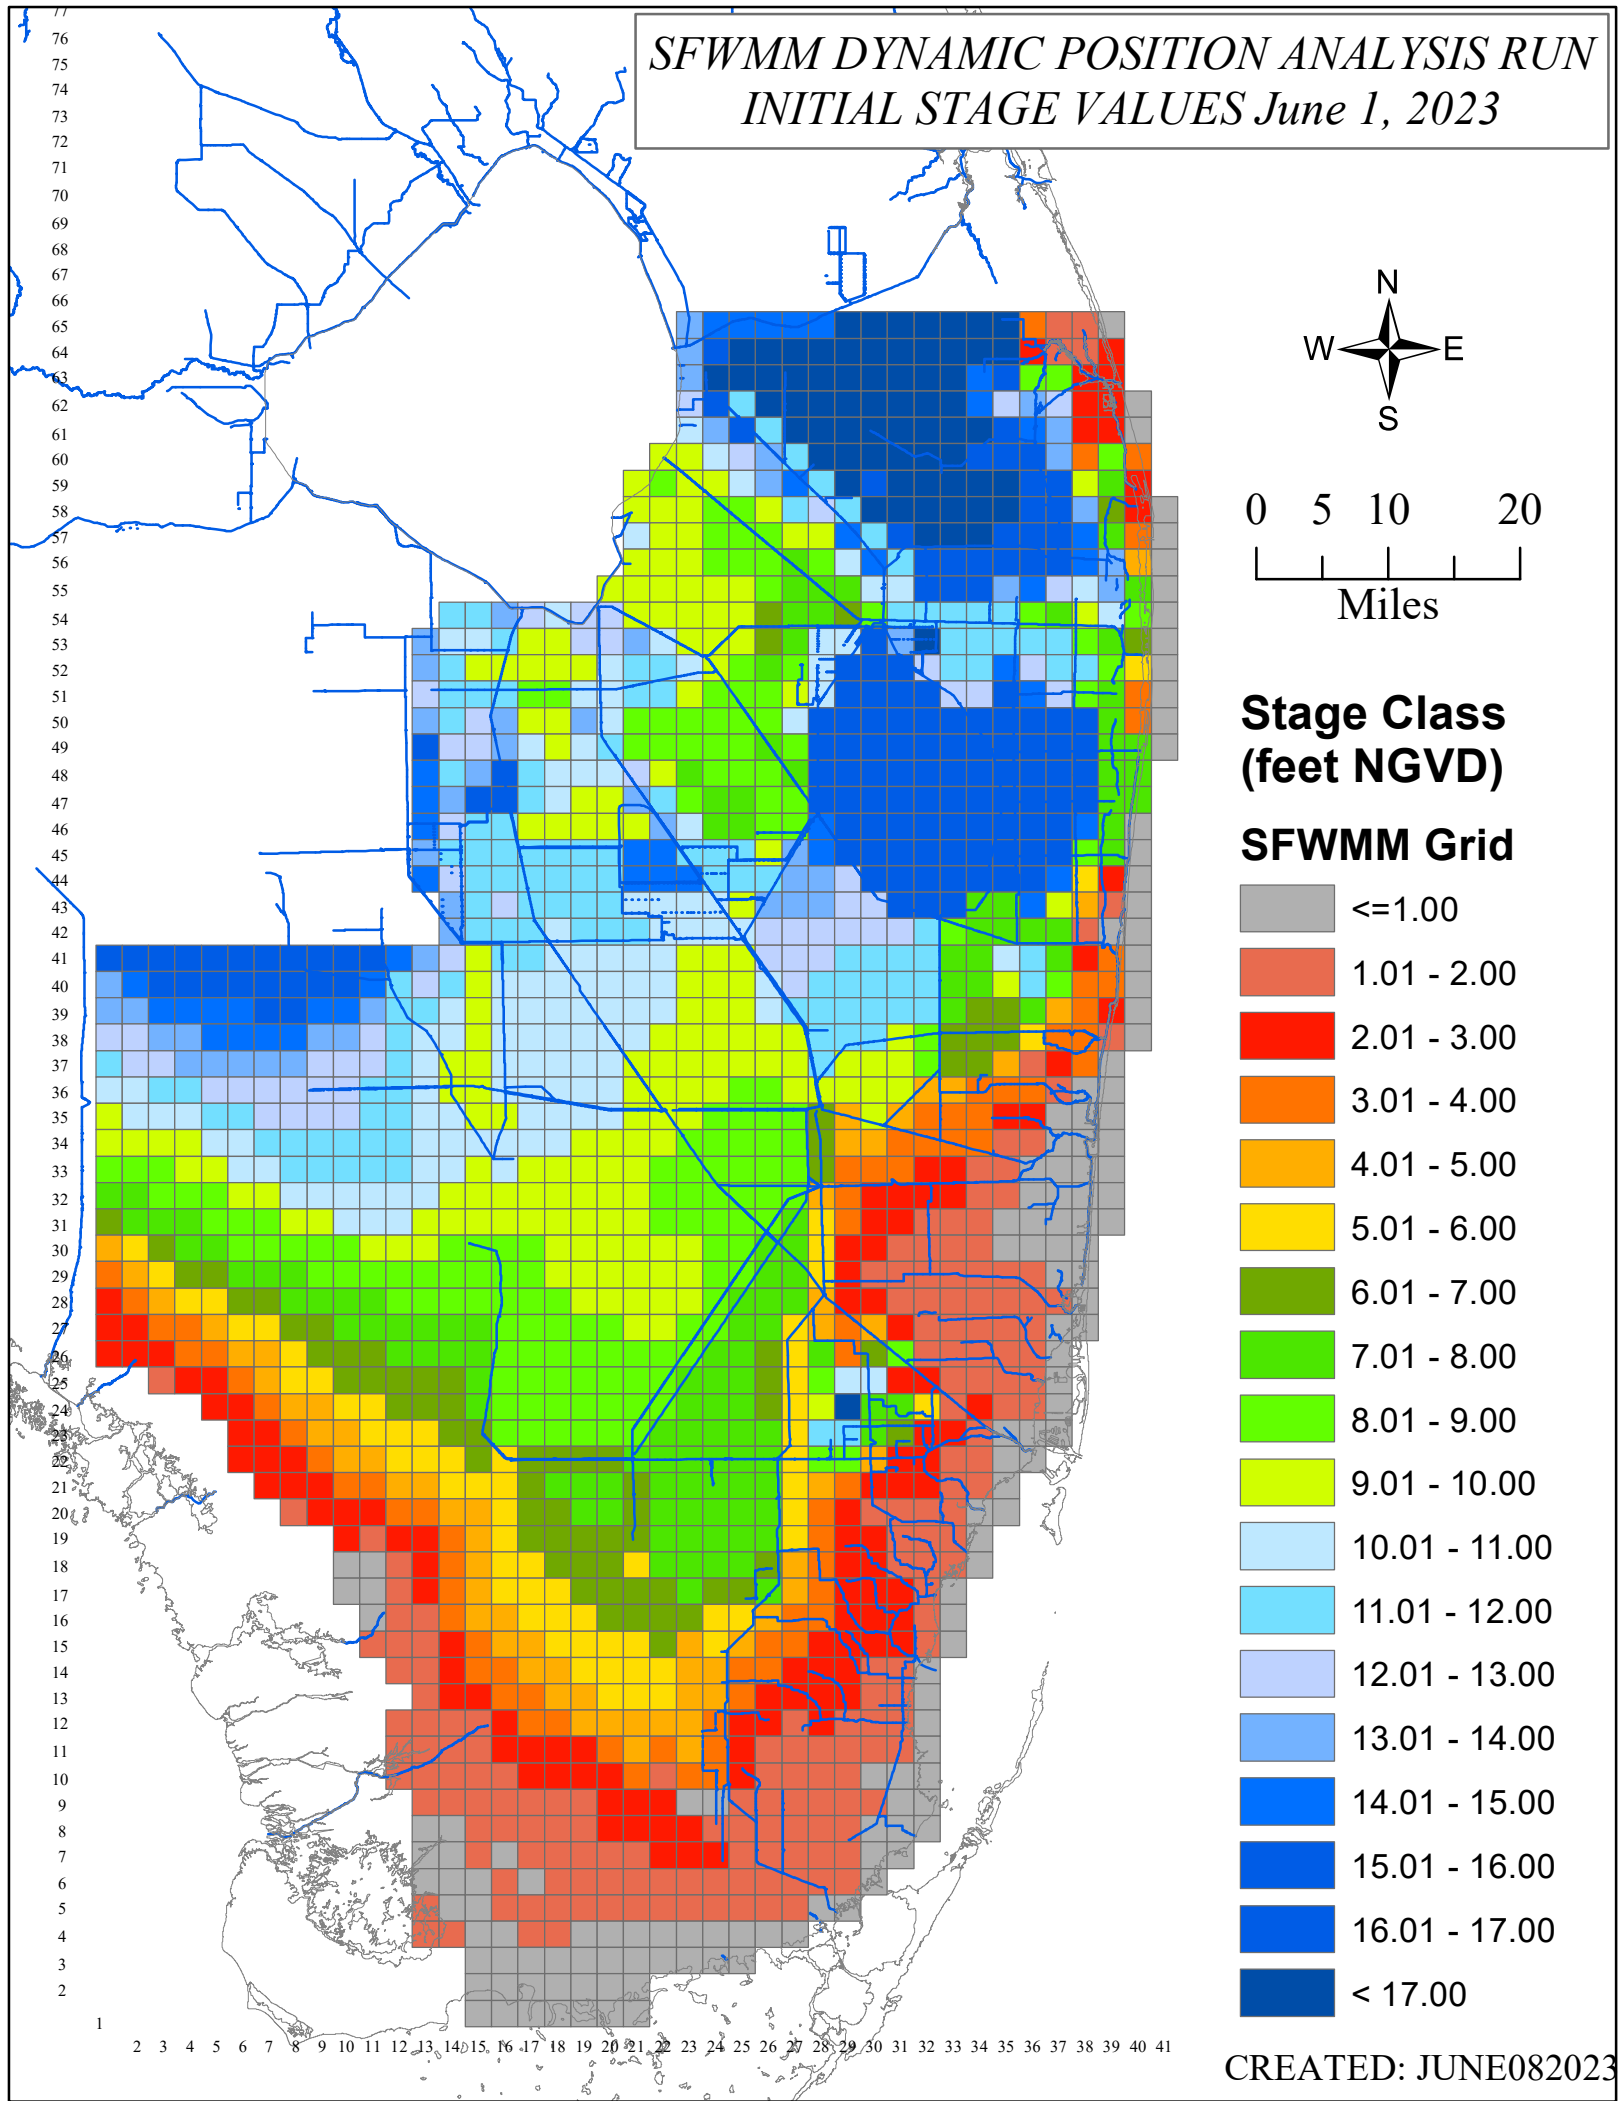 SFWMM DYNAMIC POSITION ANALYSIS RUN
INITIAL STAGE VALUES June 1, 2023
77
76
75
74
73
72
71
70
69
68
67
66
65
64
63
62
61
60
59
58
57
56
55
54
53
52
51
50
49
48
47
46
45
44
43
42
41
40
39
38
37
36
35
34
33
32
31
30
29
28
27
26
25
24
23
22
21
20
19
18
17
16
15
14
13
12
11
10
9
8
7
6
5
4
3
2
1
2 3 4 5 6 7 8 9 10 11 12 13 14 15 16 17 18 19 20 21 22 23 24 25 26 27 28 29 30 31 32 33 34 35 36 37 38 39 40 41
N
W E
S
0 5 10 20
Miles
Stage Class
(feet NGVD)
SFWMM Grid
<=1.00
1.01 - 2.00
2.01 - 3.00
3.01 - 4.00
4.01 - 5.00
5.01 - 6.00
6.01 - 7.00
7.01 - 8.00
8.01 - 9.00
9.01 - 10.00
10.01 - 11.00
11.01 - 12.00
12.01 - 13.00
13.01 - 14.00
14.01 - 15.00
15.01 - 16.00
16.01 - 17.00
< 17.00
CREATED: JUNE082023